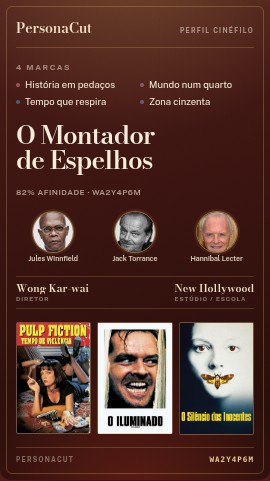 PersonaCut
PERFIL CINÉFILO
4 MARCAS
História em pedaços
Mundo num quarto
Tempo que respira
Zona cinzenta
O Montador
de Espelhos
82% AFINIDADE · WA2Y4P6M
Jules Winnfield
Jack Torrance
Hannibal Lecter
Wong Kar-wai
New Hollywood
DIRETOR
ESTÚDIO / ESCOLA
PULP FICTION
TEMPO DE VIOLÊNCIA
O ILUMINADO
O Silêncio dos Inocentes
PERSONACUT
WA2Y4P6M